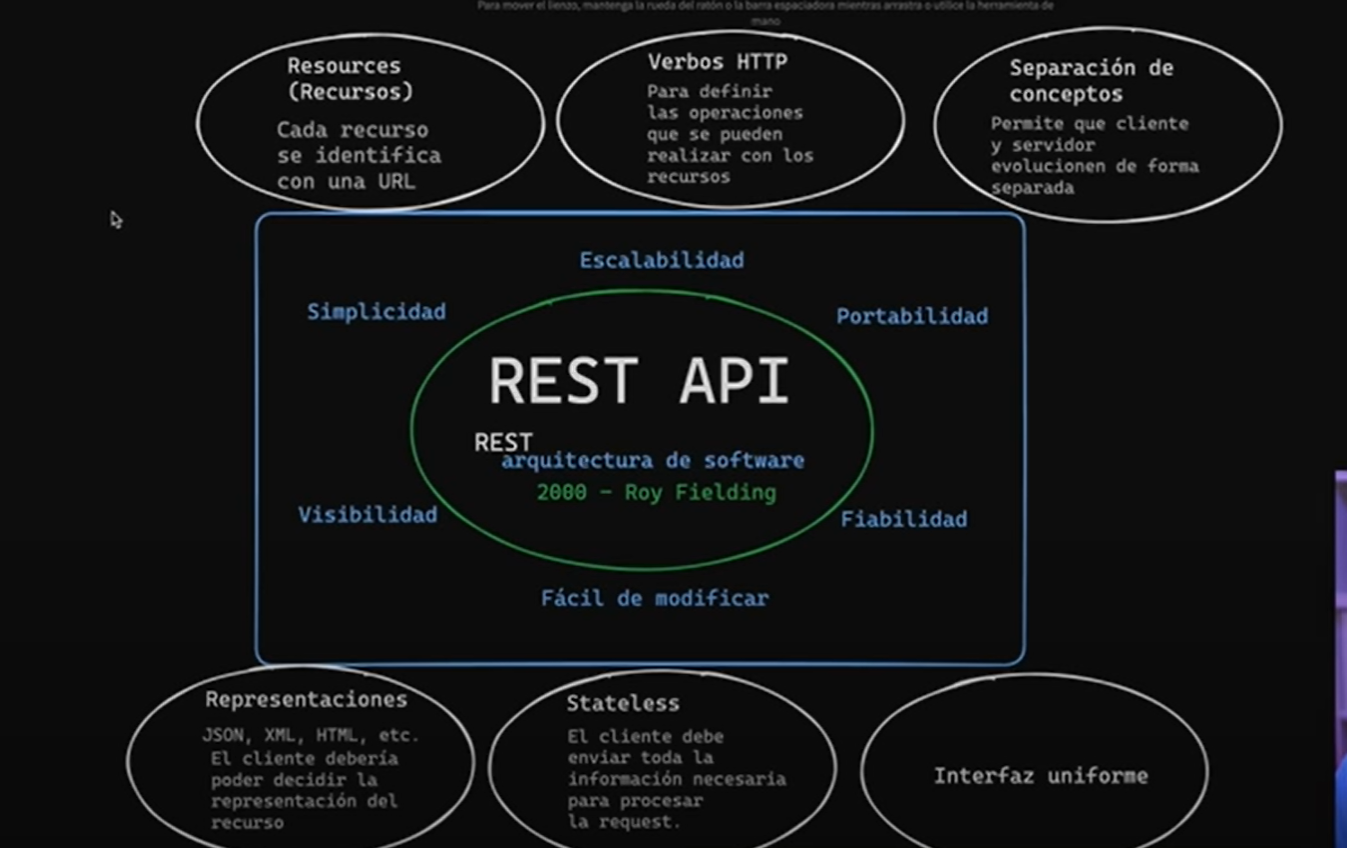 Para mover el lienzo, mantenga la rueda del ratón o la barra espaciadora mientras arrastra o utilice la herramienta de
mano
Resources
(Recursos)
Cada recurso
se identifica
con una URL
Verbos HTTP
Para definir
las operaciones
que se pueden
realizar con los
recursos
Separación de
conceptos
Permite que cliente
y servidor
evolucionen de forma
separada
Escalabilidad
Simplicidad
Portabilidad
REST API
REST
arquitectura de software
2000 - Roy Fielding
Visibilidad
Fiabilidad
Fácil de modificar
Representaciones
JSON, XML, HTML, etc.
El cliente debería
poder decidir la
representación del
recurso
Stateless
El cliente debe
enviar toda la
información necesaria
para procesar
la request.
Interfaz uniforme